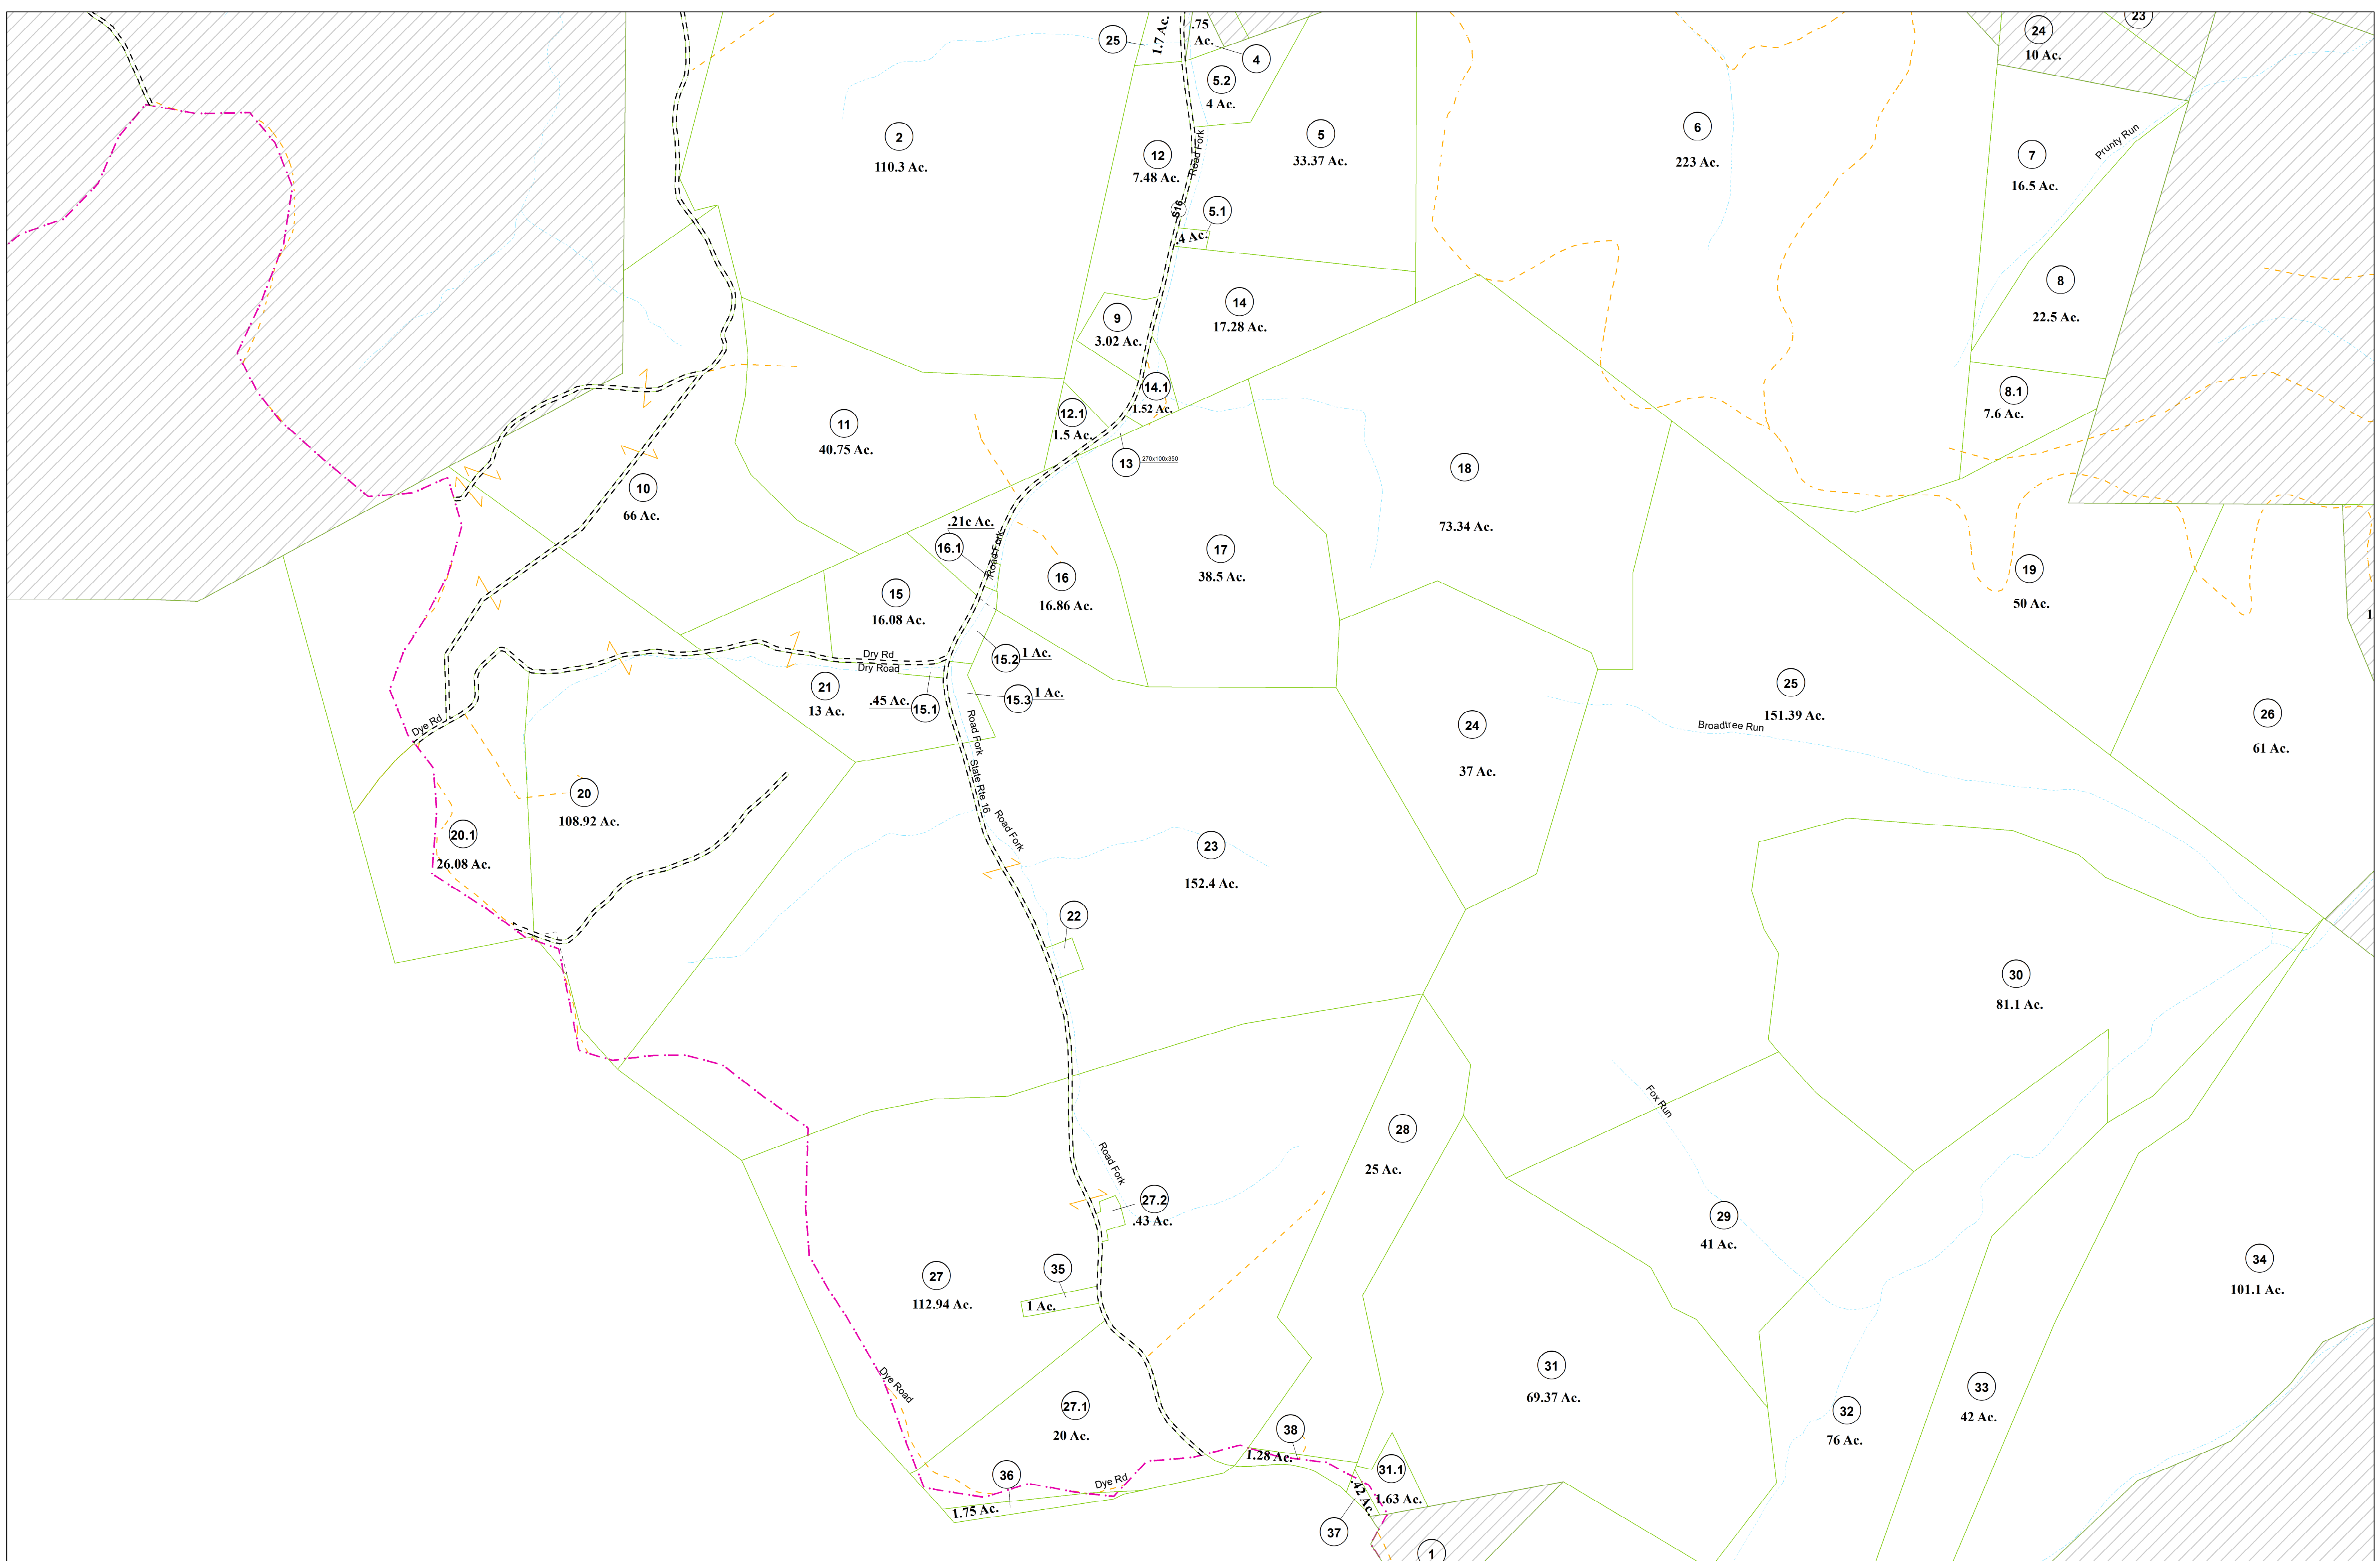 23
24
10 Ac.
25
1.7 Ac.
.75
Ac.
4
5.2
4 Ac.
2
110.3 Ac.
12
7.48 Ac.
Road Fork
5
33.37 Ac.
6
223 Ac.
Prunty Run
7
16.5 Ac.
S16
5.1
.4 Ac.
8
22.5 Ac.
9
3.02 Ac.
14
17.28 Ac.
14.1
1.52 Ac.
8.1
7.6 Ac.
12.1
1.5 Ac.
11
40.75 Ac.
13
270x100x350
18
73.34 Ac.
10
66 Ac.
.21c Ac.
16.1
Road Fork
16
16.86 Ac.
17
38.5 Ac.
19
50 Ac.
1
15
16.08 Ac.
Dry Rd
Dry Road
15.2
1 Ac.
21
13 Ac.
.45 Ac.
15.1
15.3
1 Ac.
25
151.39 Ac.
Broadtree Run
26
61 Ac.
24
37 Ac.
Dye Rd
Road Fork
State Rte 16
Road Fork
20
108.92 Ac.
20.1
26.08 Ac.
23
152.4 Ac.
22
30
81.1 Ac.
Fox Run
28
25 Ac.
Road Fork
27.2
.43 Ac.
29
41 Ac.
34
101.1 Ac.
27
112.94 Ac.
35
1 Ac.
31
69.37 Ac.
Dye Road
33
42 Ac.
27.1
20 Ac.
32
76 Ac.
38
1.28 Ac.
36
1.75 Ac.
Dye Rd
31.1
1.63 Ac.
.42 Ac.
37
1